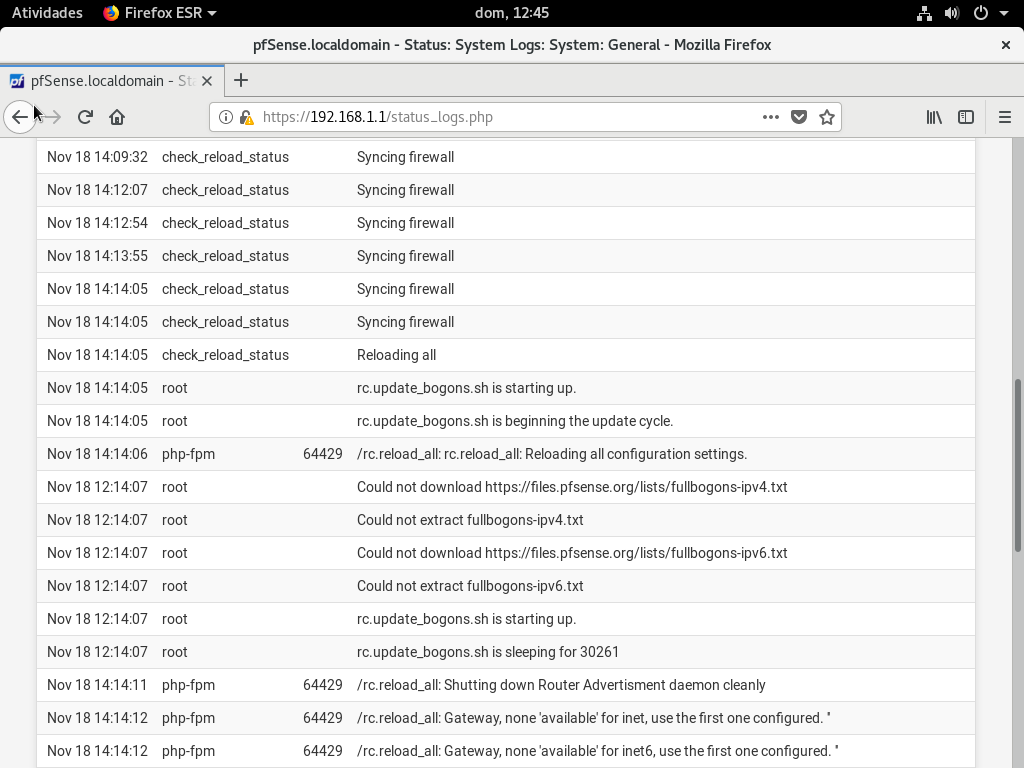 Atividades Firefox ESR dom, 12:45
pfSense.localdomain - Status: System Logs: System: General - Mozilla Firefox
pfSense.localdomain - Sta
https://192.168.1.1/status_logs.php
Nov 18 14:09:32 check_reload_status Syncing firewall
Nov 18 14:12:07 check_reload_status Syncing firewall
Nov 18 14:12:54 check_reload_status Syncing firewall
Nov 18 14:13:55 check_reload_status Syncing firewall
Nov 18 14:14:05 check_reload_status Syncing firewall
Nov 18 14:14:05 check_reload_status Syncing firewall
Nov 18 14:14:05 check_reload_status Reloading all
Nov 18 14:14:05 root rc.update_bogons.sh is starting up.
Nov 18 14:14:05 root rc.update_bogons.sh is beginning the update cycle.
Nov 18 14:14:06 php-fpm 64429 /rc.reload_all: rc.reload_all: Reloading all configuration settings.
Nov 18 12:14:07 root Could not download https://files.pfsense.org/lists/fullbogons-ipv4.txt
Nov 18 12:14:07 root Could not extract fullbogons-ipv4.txt
Nov 18 12:14:07 root Could not download https://files.pfsense.org/lists/fullbogons-ipv6.txt
Nov 18 12:14:07 root Could not extract fullbogons-ipv6.txt
Nov 18 12:14:07 root rc.update_bogons.sh is starting up.
Nov 18 12:14:07 root rc.update_bogons.sh is sleeping for 30261
Nov 18 14:14:11 php-fpm 64429 /rc.reload_all: Shutting down Router Advertisment daemon cleanly
Nov 18 14:14:12 php-fpm 64429 /rc.reload_all: Gateway, none 'available' for inet, use the first one configured. ''
Nov 18 14:14:12 php-fpm 64429 /rc.reload_all: Gateway, none 'available' for inet6, use the first one configured. ''